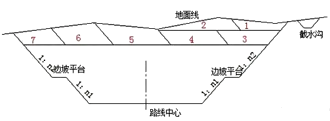 地面线
2 1
截水沟
7 6 5 4 3
1:n2
边坡平台
边坡平台
1:n2
1:n1
1:n1
路线中心